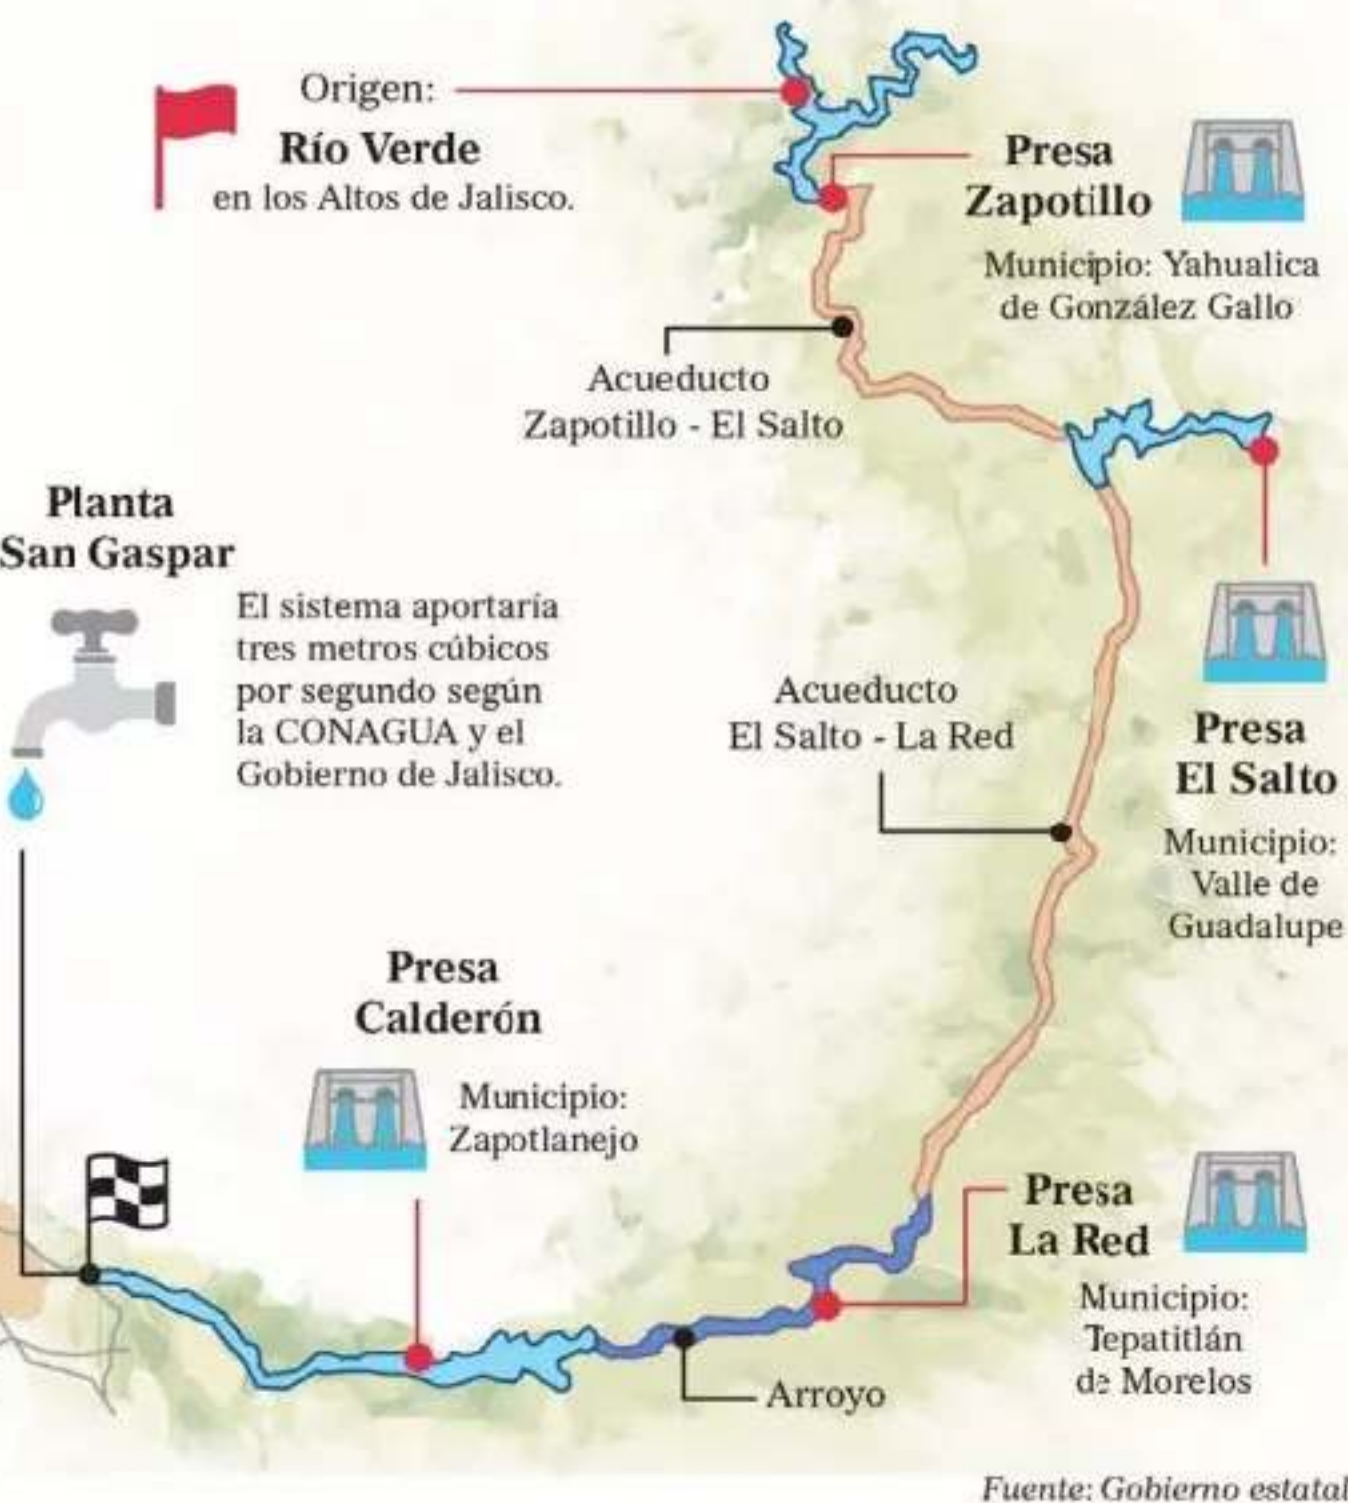 Origen:
Río Verde
en los Altos de Jalisco.
Presa
Zapotillo
Municipio: Yahualica
de González Gallo
Acueducto
Zapotillo - El Salto
Planta
San Gaspar
El sistema aportaría
tres metros cúbicos
por segundo según
la CONAGUA y el
Gobierno de Jalisco.
Acueducto
El Salto - La Red
Presa
El Salto
Municipio:
Valle de
Guadalupe
Presa
Calderón
Municipio:
Zapotlanejo
Presa
La Red
Municipio:
Tepatitlán
de Morelos
Arroyo
Fuente: Gobierno estatal